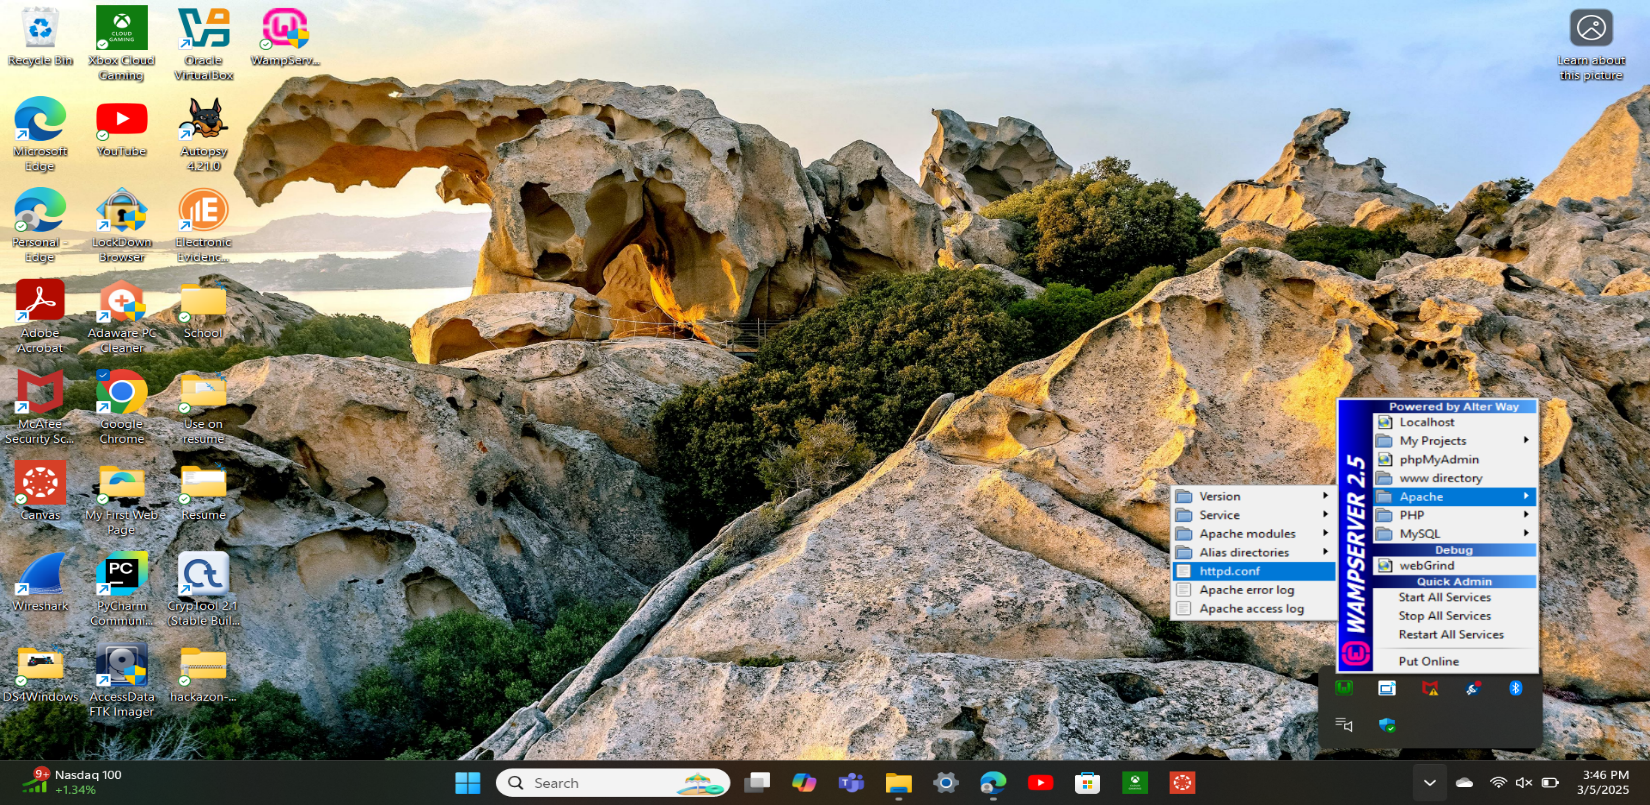 Recycle Bin
Xbox Cloud
Gaming
Oracle
VirtualBox
WampServ...
CLOUD
GAMING
Learn about
this picture
Microsoft
Edge
YouTube
Autopsy
4.21.0
Personal -
Edge
LockDown
Browser
Electronic
Evidenc...
Adobe
Acrobat
Adaware PC
Cleaner
School
McAfee
Security Sc...
Google
Chrome
Use on
resume
Canvas
My First Web
Page
Resume
Wireshark
PC
PyCharm
Communi...
CrypTool 2.1
(Stable Buil...
DS4Windows
AccessData
FTK Imager
hackazon-...
Version
Service
Apache modules
Alias directories
httpd.conf
Apache error log
Apache access log
WAMPSERVER 2.5
Powered by Alter Way
Localhost
My Projects
phpMyAdmin
www directory
Apache
PHP
MySQL
Debug
webGrind
Quick Admin
Start All Services
Stop All Services
Restart All Services
Put Online
9+
Nasdaq 100
+1.34%
Search
3:46 PM
3/5/2025